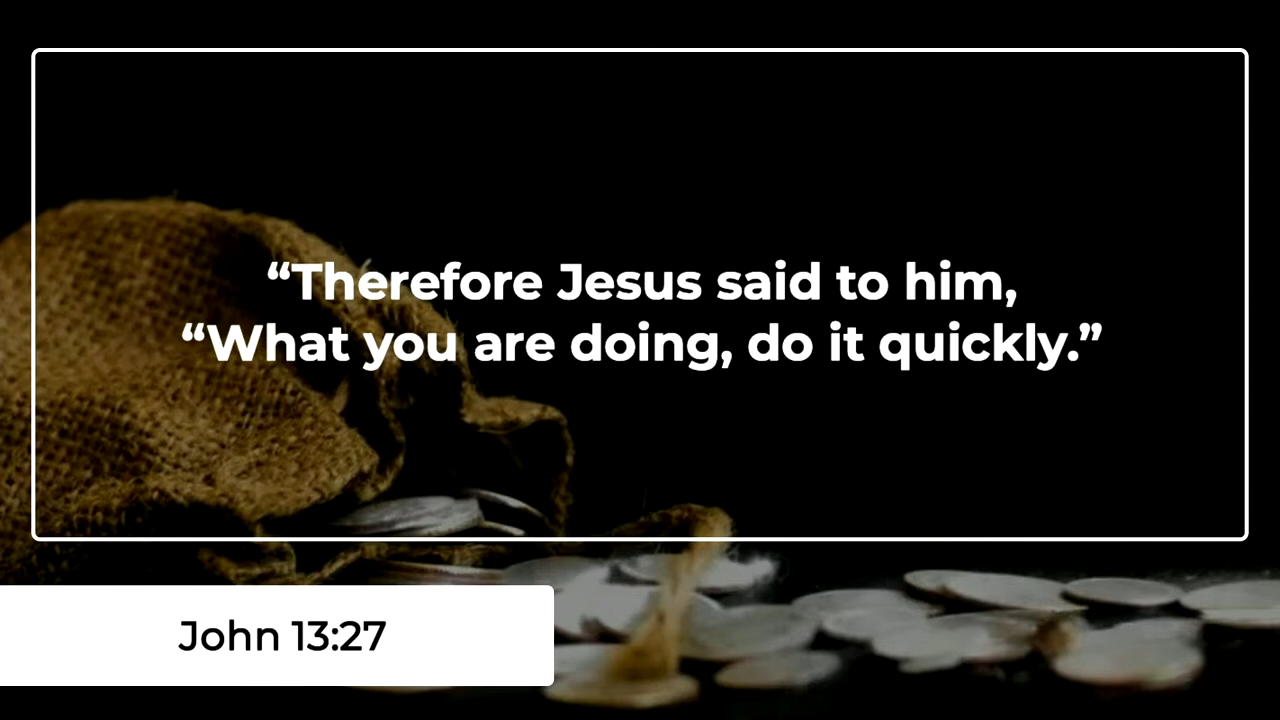 “Therefore Jesus said to him,
“What you are doing, do it quickly.”
John 13:27